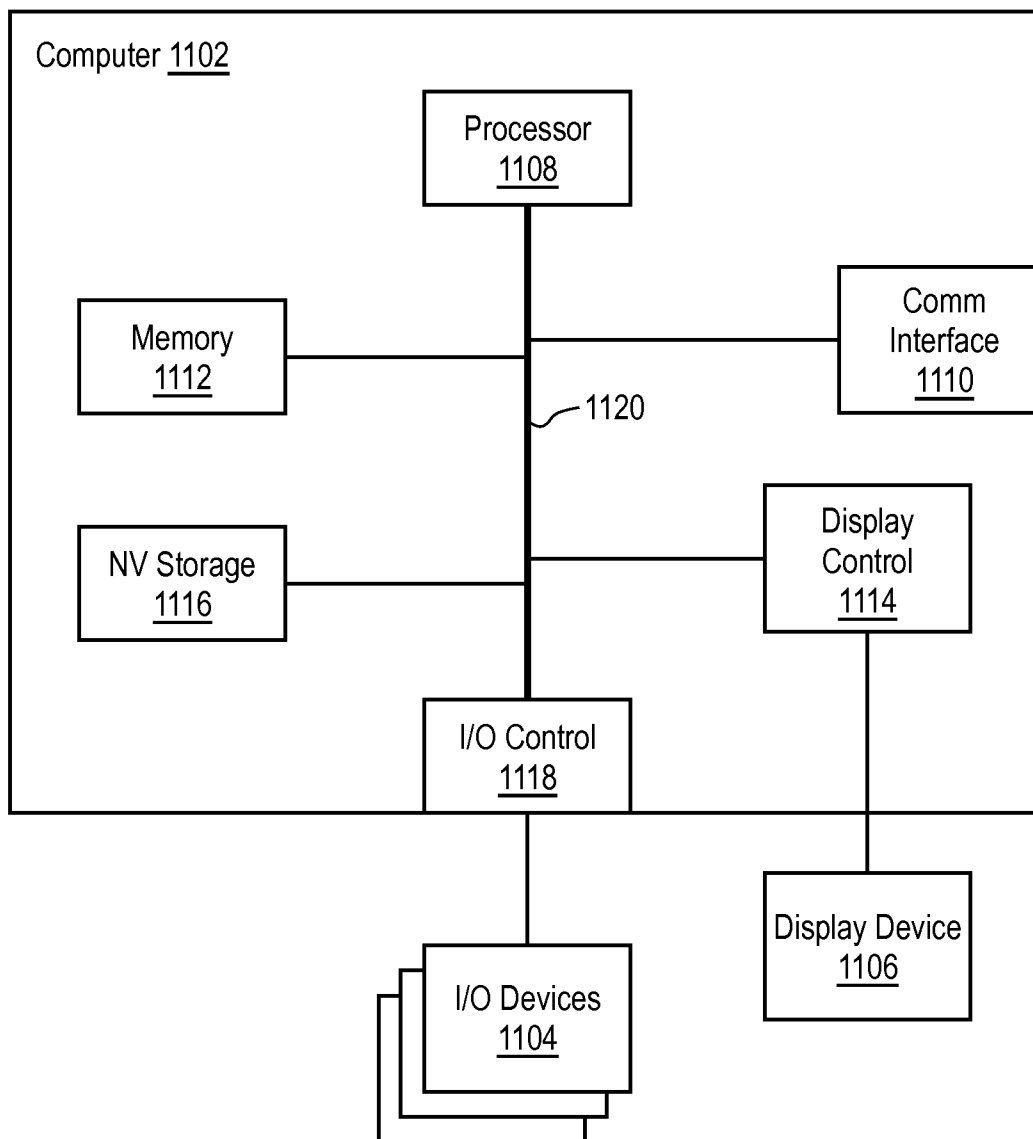 Computer 1102
Processor
1108
Comm
Interface
1110
Memory
1112
1120
Display
Control
1114
NV Storage
1116
I/O Control
1118
Display Device
1106
I/O Devices
1104